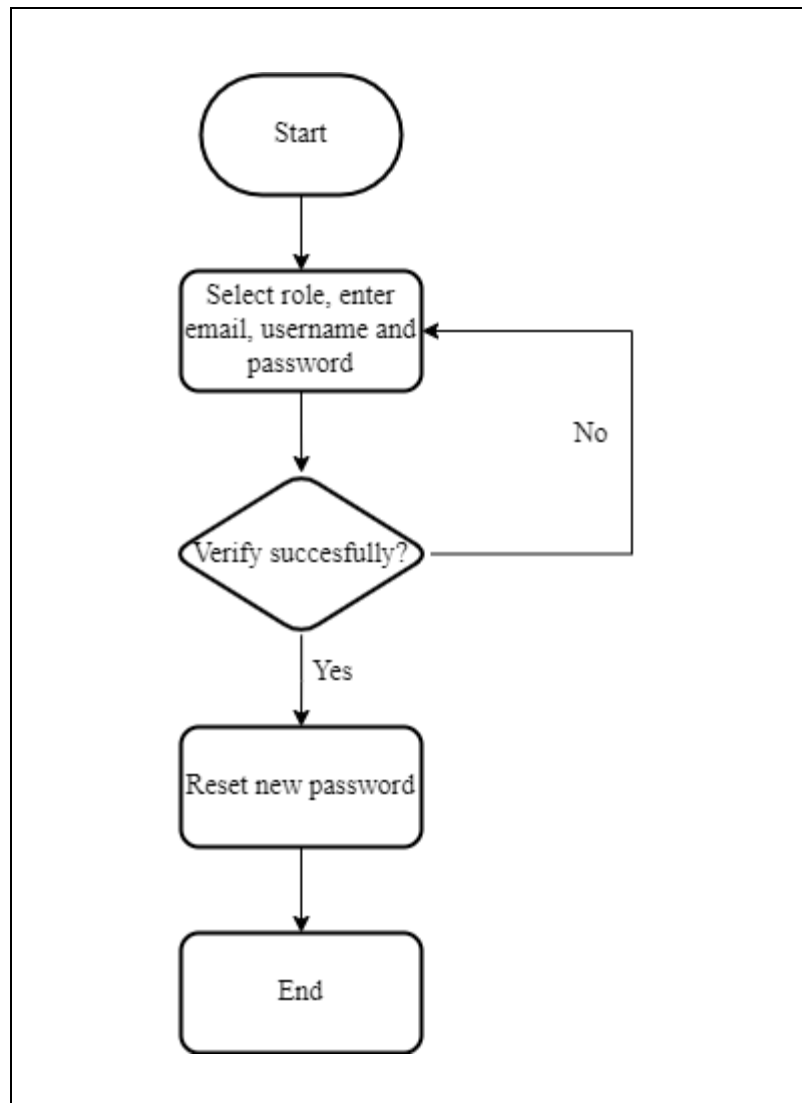 Start
Select role, enter
email, username and
password
No
Verify succesfully?
Yes
Reset new password
End